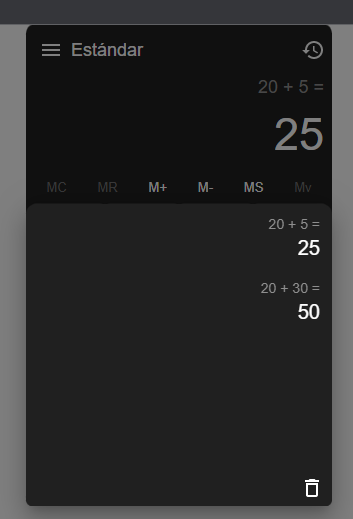 Estándar
20 + 5 =
25
MC MR M+ M- MS Mv
20 + 5 =
25
20 + 30 =
50